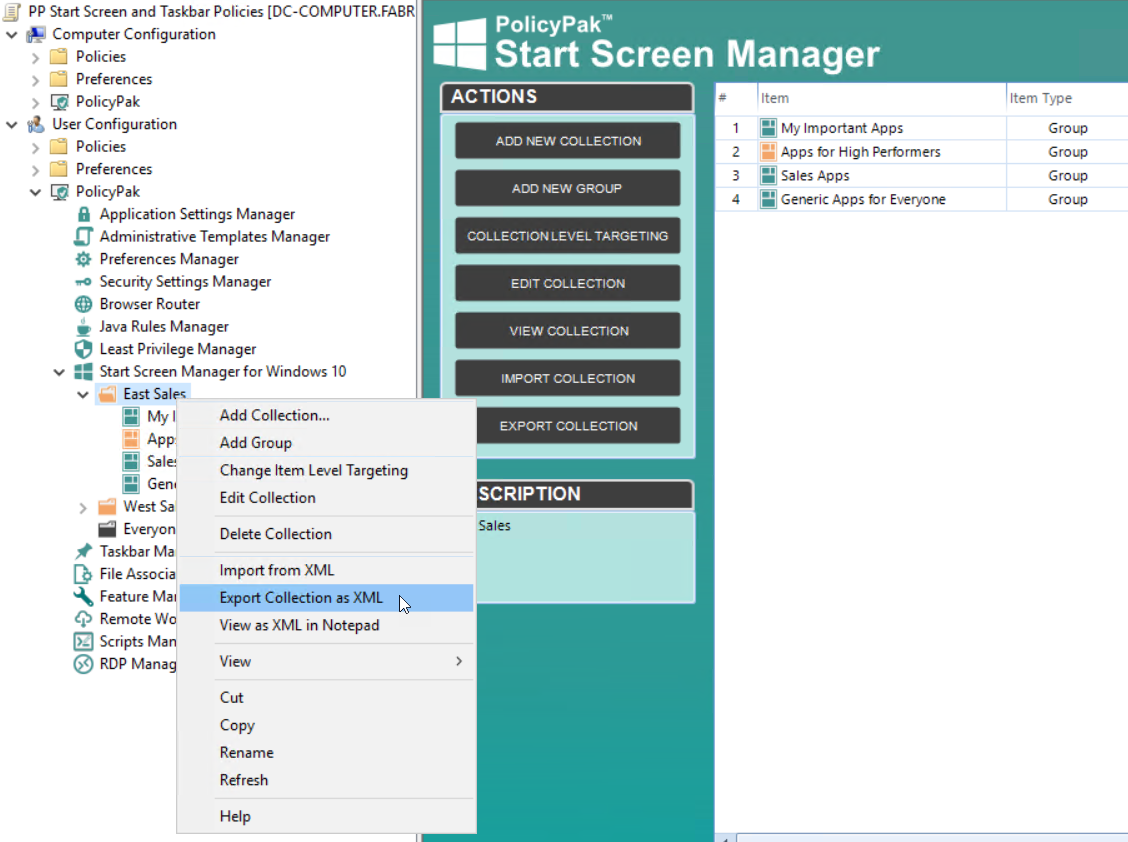 PP Start Screen and Taskbar Policies [DC-COMPUTER.FABR
Computer Configuration
Policies
Preferences
PolicyPak
User Configuration
Policies
Preferences
PolicyPak
Application Settings Manager
Administrative Templates Manager
Preferences Manager
Security Settings Manager
Browser Router
Java Rules Manager
Least Privilege Manager
Start Screen Manager for Windows 10
East Sales
My I
App
Sales
Gen
West Sa
Everyon
Taskbar Ma
File Associa
Feature Mar
Remote Wo
Scripts Man
RDP Manag
Add Collection...
Add Group
Change Item Level Targeting
Edit Collection
Delete Collection
Import from XML
Export Collection as XML
View as XML in Notepad
View
Cut
Copy
Rename
Refresh
Help
PolicyPak™
Start Screen Manager
ACTIONS
ADD NEW COLLECTION
ADD NEW GROUP
COLLECTION LEVEL TARGETING
EDIT COLLECTION
VIEW COLLECTION
IMPORT COLLECTION
EXPORT COLLECTION
SCRIPTION
Sales
# Item Item Type
1 My Important Apps Group
2 Apps for High Performers Group
3 Sales Apps Group
4 Generic Apps for Everyone Group